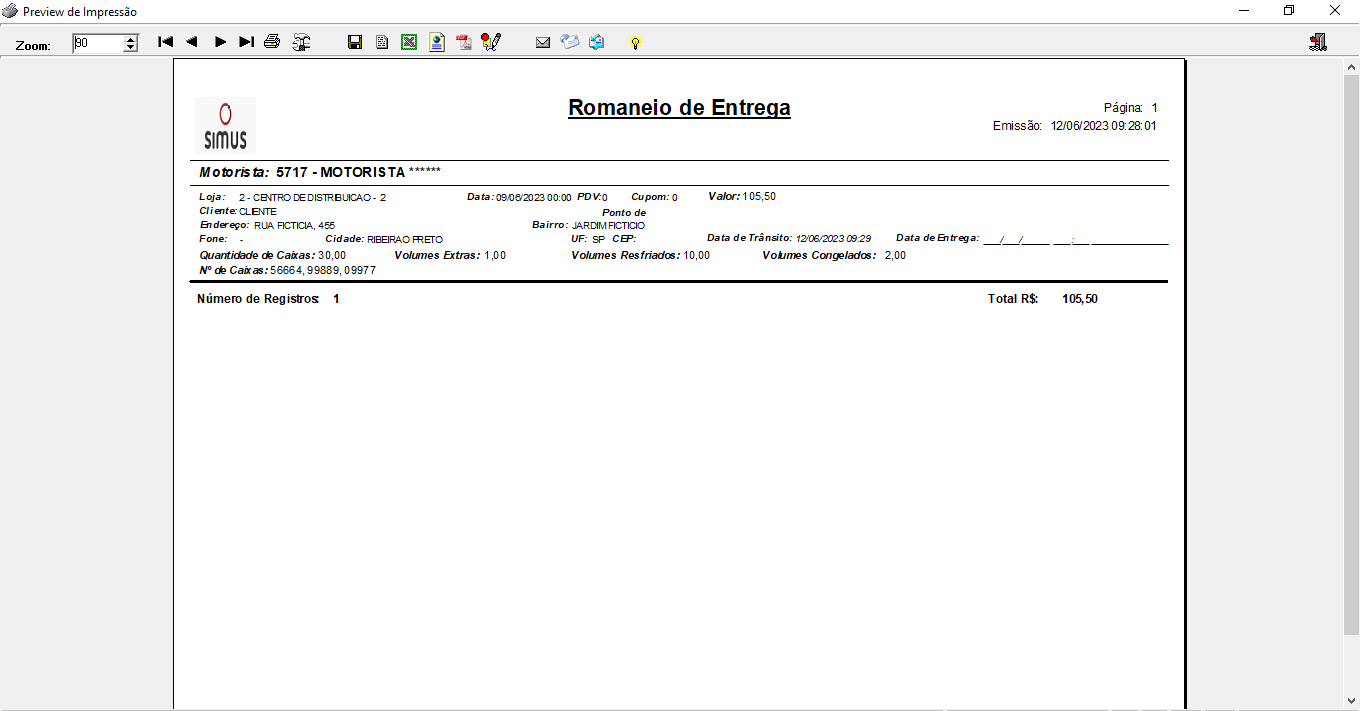 Preview de Impressão
Zoom: 90
Romaneio de Entrega
Página: 1
Emissão: 12/06/2023 09:28:01
SIMUS
Motorista: 5717 - MOTORISTA ******
Loja: 2 - CENTRO DE DISTRIBUICAO - 2 Data: 09/06/2023 00:00 PDV: 0 Cupom: 0 Valor: 105,50
Cliente: CLIENTE Ponto de
Endereço: RUA FICTICIA, 455 Bairro: JARDIM FICTICIO
Fone: - Cidade: RIBEIRAO PRETO UF: SP CEP: Data de Trânsito: 12/06/2023 09:29 Data de Entrega: __/__/____ __:__ ____________
Quantidade de Caixas: 30,00 Volumes Extras: 1,00 Volumes Resfriados: 10,00 Volumes Congelados: 2,00
Nº de Caixas: 56664, 99889, 09977
Número de Registros: 1 Total R$: 105,50